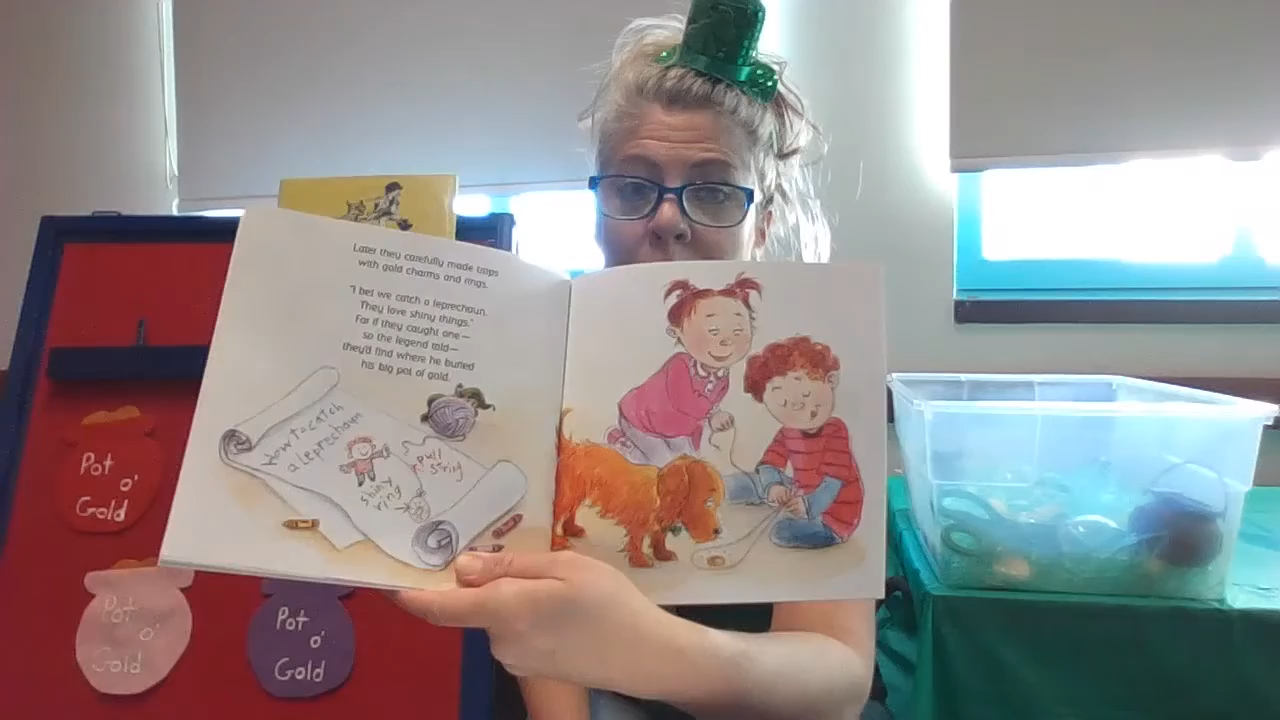 Later they carefully made traps
with gold charms and rings.
"I bet we catch a leprechaun.
They love shiny things."
For if they caught one—
so the legend told—
they'd find where he buried
his big pot of gold.
How to catch
a leprechaun
pull
string
shiny
ring
Pot
o'
Gold
Pot
o'
Gold
Pot
o'
Gold